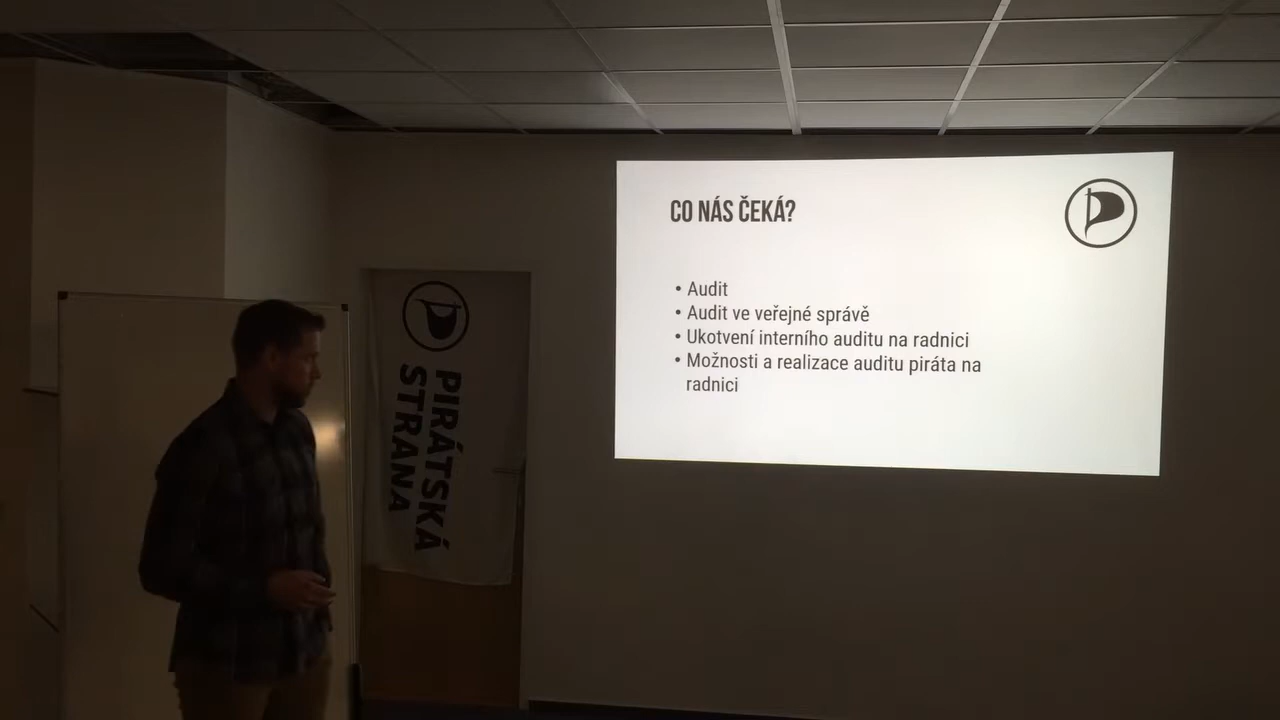 CO NÁS ČEKÁ?
• Audit
• Audit ve veřejné správě
• Ukotvení interního auditu na radnici
• Možnosti a realizace auditu piráta na
radnici
PIRÁTSKÁ
STRANA